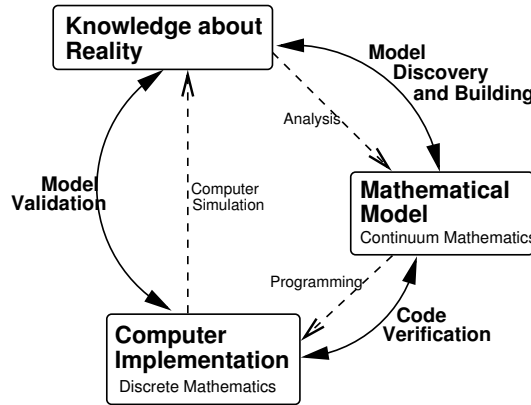 Knowledge about
Reality
Model
Discovery
and Building
Analysis
Model
Validation
Computer
Simulation
Mathematical
Model
Continuum Mathematics
Programming
Code
Verification
Computer
Implementation
Discrete Mathematics